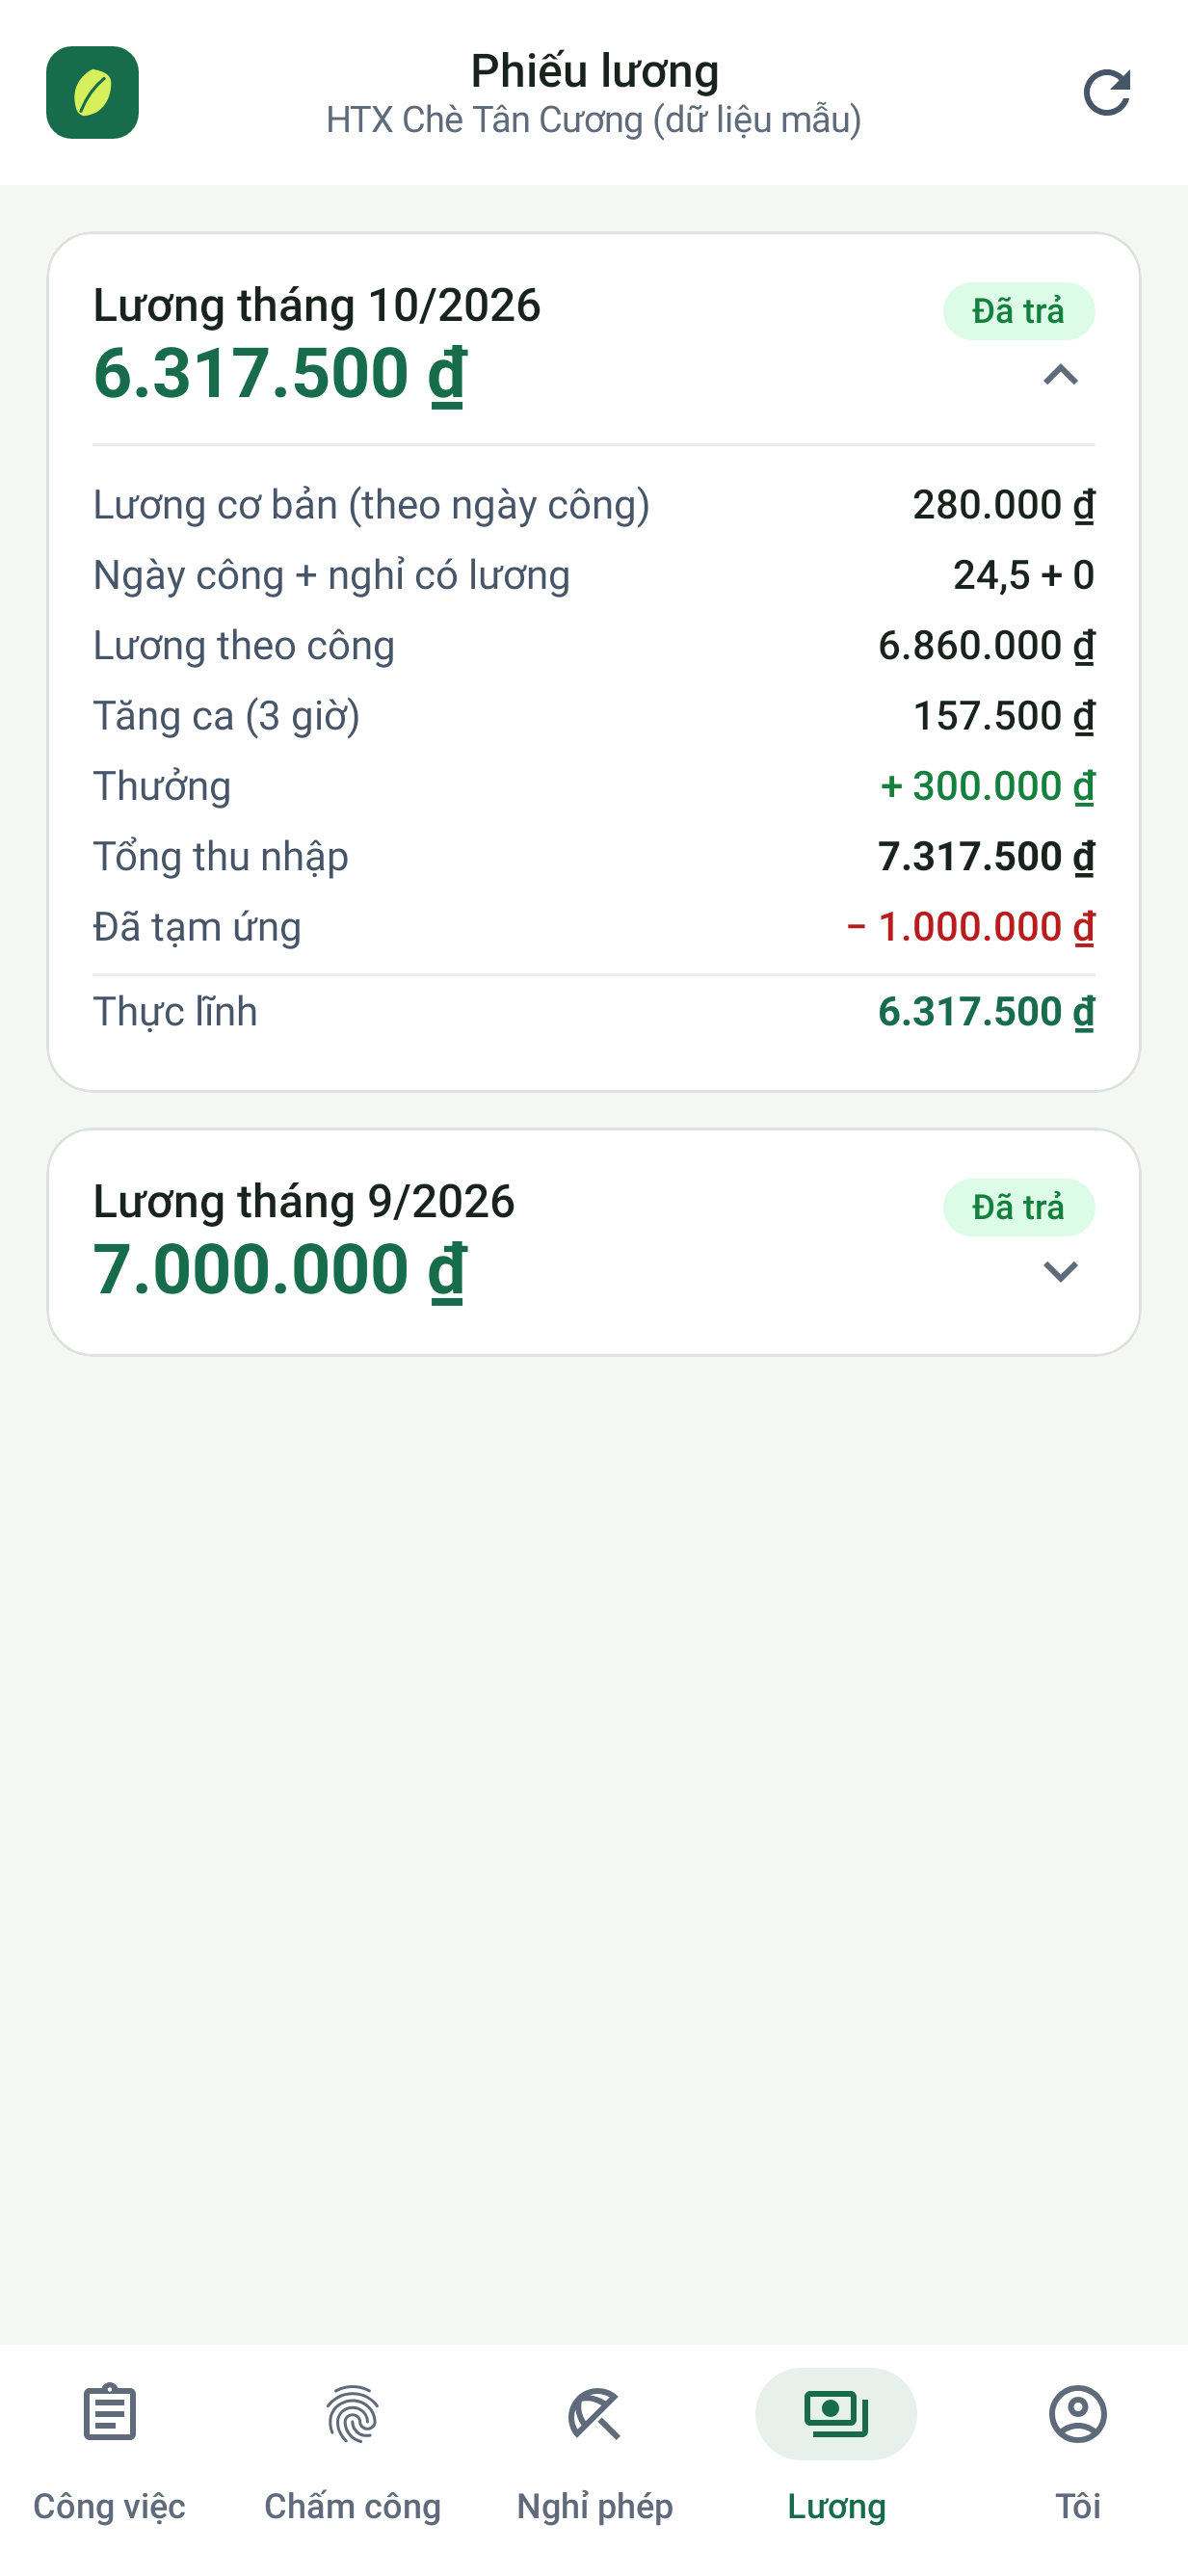 Phiếu lương
HTX Chè Tân Cương (dữ liệu mẫu)
Lương tháng 10/2026
Đã trả
6.317.500 ₫
Lương cơ bản (theo ngày công) 280.000 ₫
Ngày công + nghỉ có lương 24,5 + 0
Lương theo công 6.860.000 ₫
Tăng ca (3 giờ) 157.500 ₫
Thưởng + 300.000 ₫
Tổng thu nhập 7.317.500 ₫
Đã tạm ứng − 1.000.000 ₫
Thực lĩnh 6.317.500 ₫
Lương tháng 9/2026
Đã trả
7.000.000 ₫
Công việc Chấm công Nghỉ phép Lương Tôi